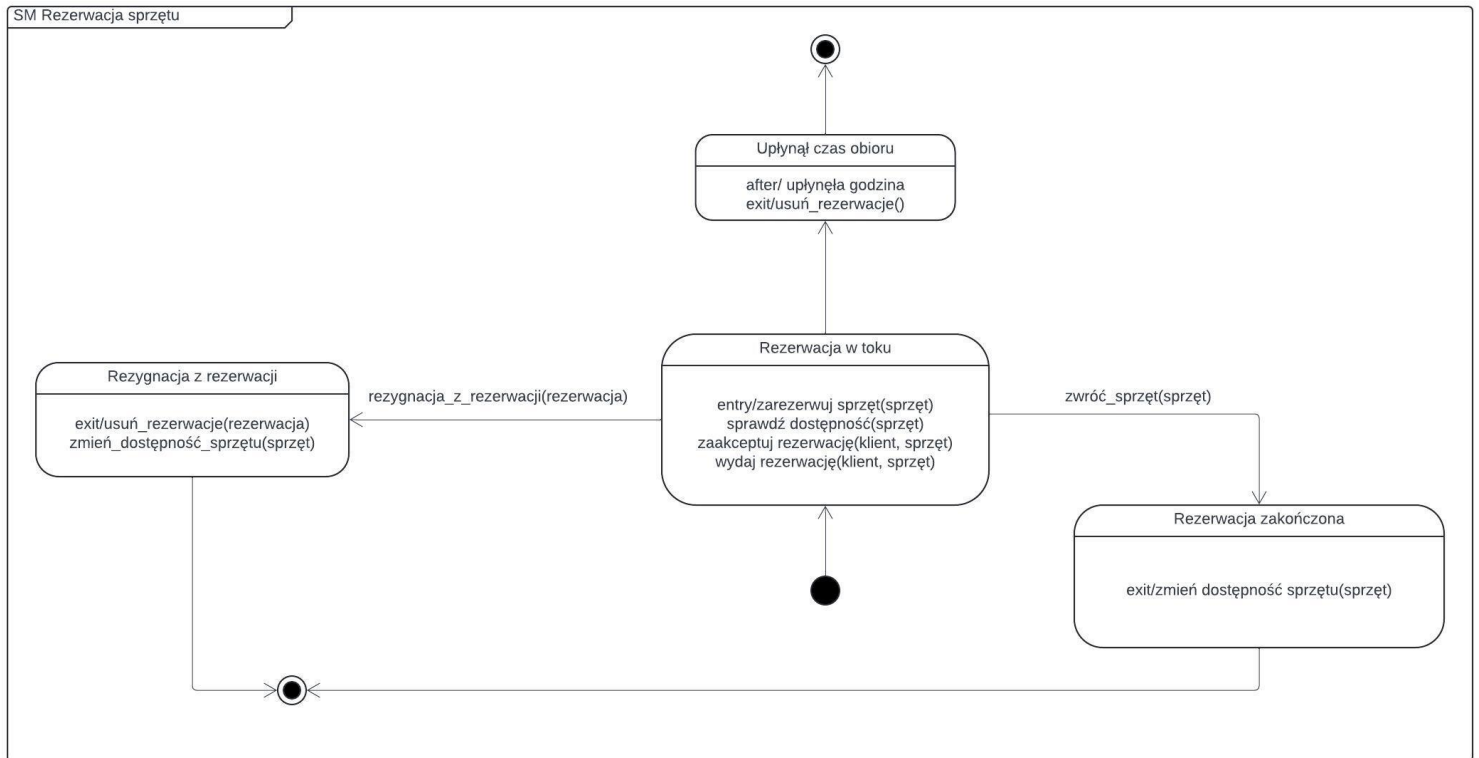 SM Rezerwacja sprzętu
Upłynął czas obioru
after/ upłynęła godzina
exit/usuń_rezerwacje()
Rezerwacja w toku
entry/zarezerwuj sprzęt(sprzęt)
sprawdź dostępność(sprzęt)
zaakceptuj rezerwację(klient, sprzęt)
wydaj rezerwację(klient, sprzęt)
rezygnacja_z_rezerwacji(rezerwacja)
Rezygnacja z rezerwacji
exit/usuń_rezerwacje(rezerwacja)
zmień_dostępność_sprzętu(sprzęt)
zwróć_sprzęt(sprzęt)
Rezerwacja zakończona
exit/zmień dostępność sprzętu(sprzęt)